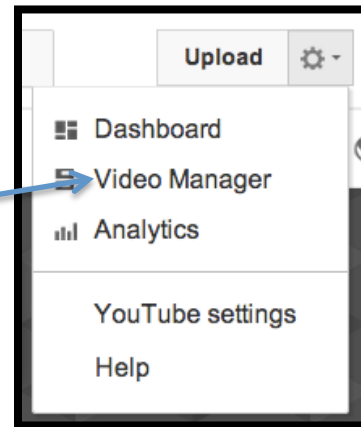 Upload
Dashboard
Video Manager
Analytics
YouTube settings
Help